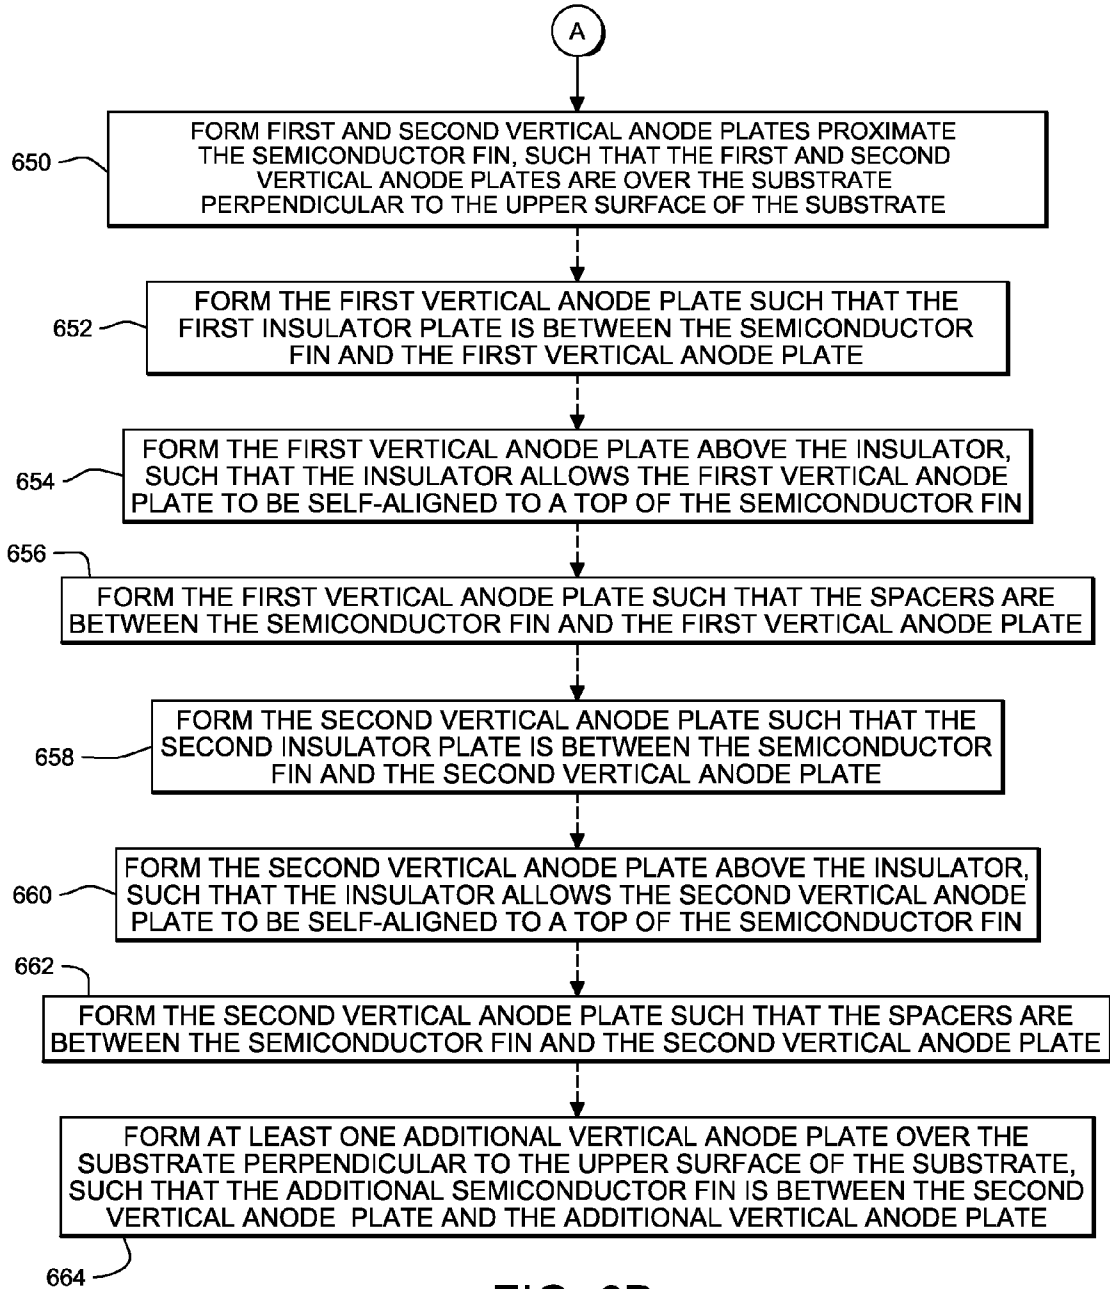 A
650
FORM FIRST AND SECOND VERTICAL ANODE PLATES PROXIMATE
THE SEMICONDUCTOR FIN, SUCH THAT THE FIRST AND SECOND
VERTICAL ANODE PLATES ARE OVER THE SUBSTRATE
PERPENDICULAR TO THE UPPER SURFACE OF THE SUBSTRATE
652
FORM THE FIRST VERTICAL ANODE PLATE SUCH THAT THE
FIRST INSULATOR PLATE IS BETWEEN THE SEMICONDUCTOR
FIN AND THE FIRST VERTICAL ANODE PLATE
654
FORM THE FIRST VERTICAL ANODE PLATE ABOVE THE INSULATOR,
SUCH THAT THE INSULATOR ALLOWS THE FIRST VERTICAL ANODE
PLATE TO BE SELF-ALIGNED TO A TOP OF THE SEMICONDUCTOR FIN
656
FORM THE FIRST VERTICAL ANODE PLATE SUCH THAT THE SPACERS ARE
BETWEEN THE SEMICONDUCTOR FIN AND THE FIRST VERTICAL ANODE PLATE
658
FORM THE SECOND VERTICAL ANODE PLATE SUCH THAT THE
SECOND INSULATOR PLATE IS BETWEEN THE SEMICONDUCTOR
FIN AND THE SECOND VERTICAL ANODE PLATE
660
FORM THE SECOND VERTICAL ANODE PLATE ABOVE THE INSULATOR,
SUCH THAT THE INSULATOR ALLOWS THE SECOND VERTICAL ANODE
PLATE TO BE SELF-ALIGNED TO A TOP OF THE SEMICONDUCTOR FIN
662
FORM THE SECOND VERTICAL ANODE PLATE SUCH THAT THE SPACERS ARE
BETWEEN THE SEMICONDUCTOR FIN AND THE SECOND VERTICAL ANODE PLATE
FORM AT LEAST ONE ADDITIONAL VERTICAL ANODE PLATE OVER THE
SUBSTRATE PERPENDICULAR TO THE UPPER SURFACE OF THE SUBSTRATE,
SUCH THAT THE ADDITIONAL SEMICONDUCTOR FIN IS BETWEEN THE SECOND
VERTICAL ANODE PLATE AND THE ADDITIONAL VERTICAL ANODE PLATE
664